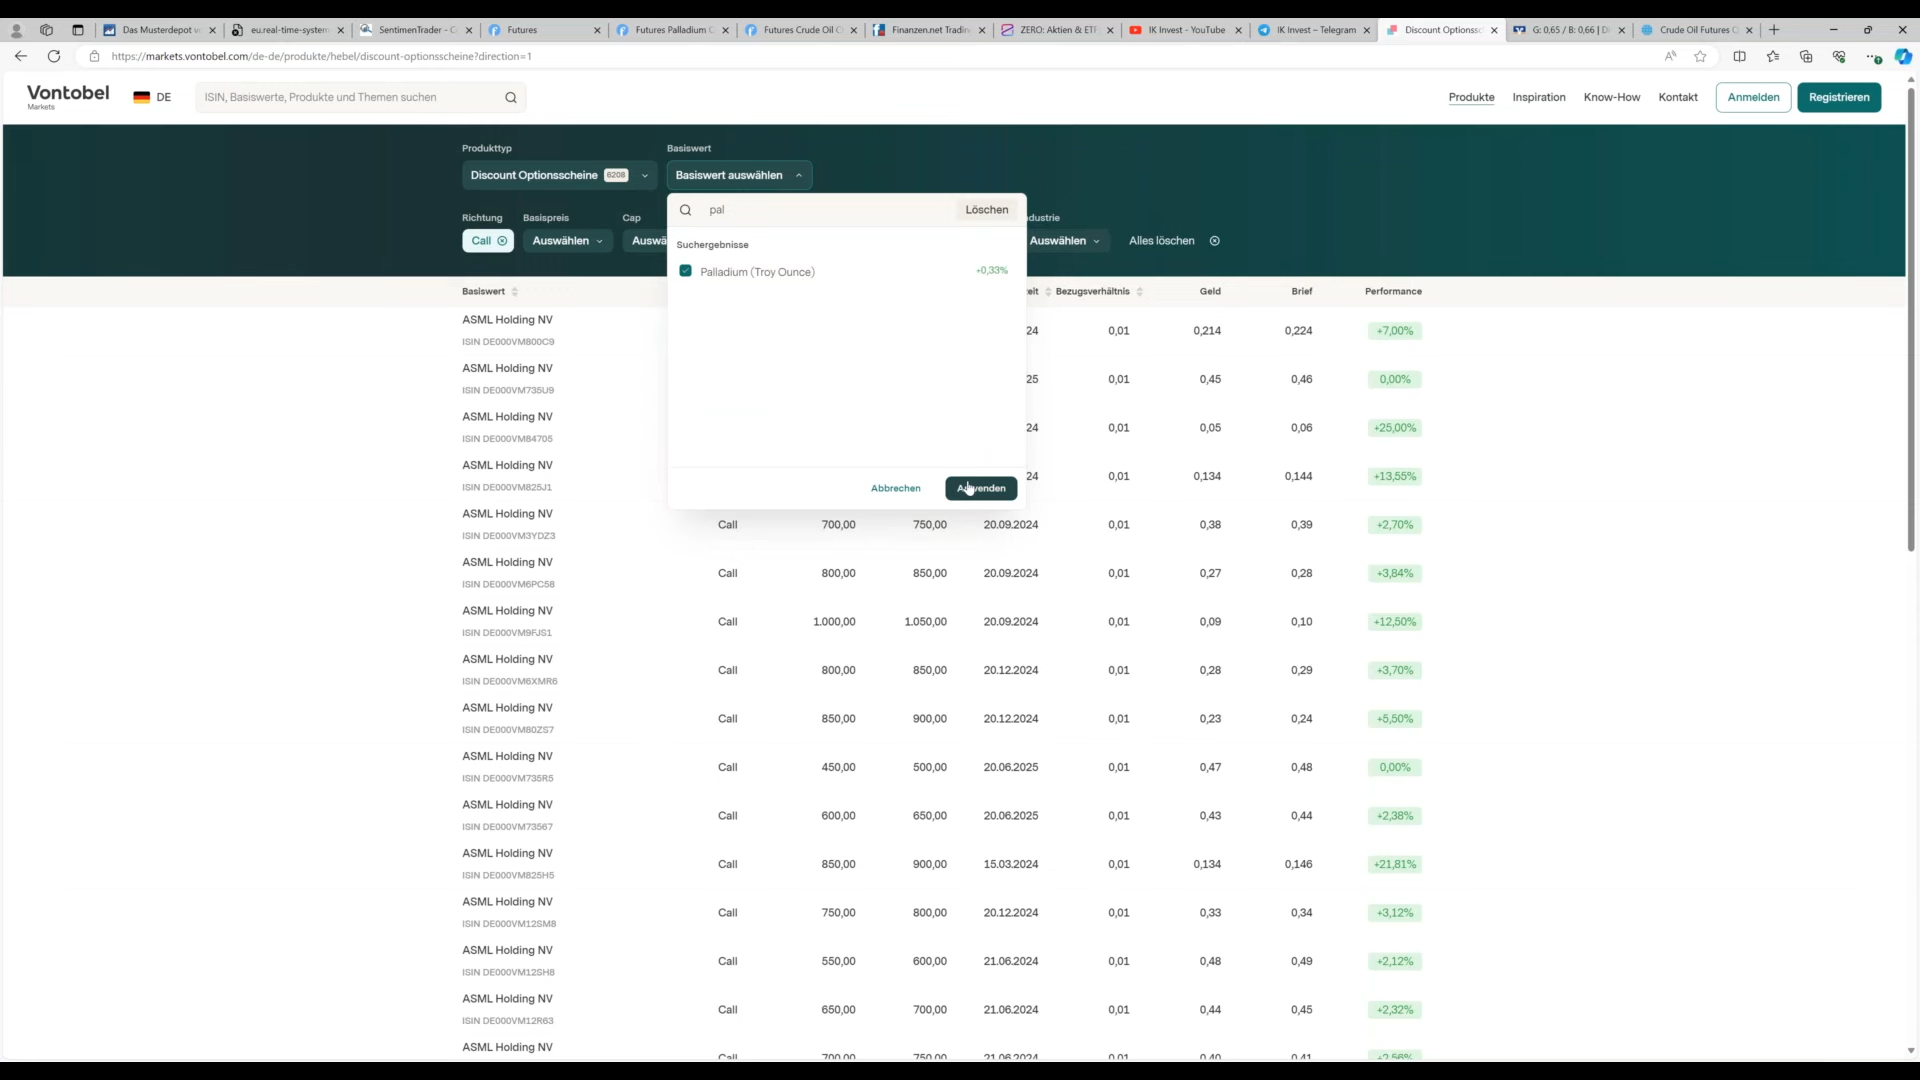 Das Musterdepot v
eu.real-time-system
SentimenTrader - C
Futures
Futures Palladium C
Futures Crude Oil C
Finanzen.net Tradin
ZERO: Aktien & ETF
IK Invest - YouTube
IK Invest – Telegram
Discount Optionssc
G: 0,65 / B: 0,66 | D
Crude Oil Futures C
https://markets.vontobel.com/de-de/produkte/hebel/discount-optionsscheine?direction=1
Vontobel
Markets
DE
ISIN, Basiswerte, Produkte und Themen suchen
Produkte Inspiration Know-How Kontakt Anmelden Registrieren
Produkttyp Basiswert
Discount Optionsscheine 6208 Basiswert auswählen
pal Löschen
Richtung Basispreis Cap ndustrie
Call Auswählen Auswä Auswählen Alles löschen
Suchergebnisse
Palladium (Troy Ounce) +0,33%
Abbrechen
Basiswert eit Bezugsverhältnis Geld Brief Performance
ASML Holding NV 24 0,01 0,214 0,224 +7,00%
ISIN DE000VM800C9
ASML Holding NV 25 0,01 0,45 0,46 0,00%
ISIN DE000VM735U9
ASML Holding NV 24 0,01 0,05 0,06 +25,00%
ISIN DE000VM84705
ASML Holding NV 24 0,01 0,134 0,144 +13,55%
ISIN DE000VM825J1
ASML Holding NV Call 700,00 750,00 20.09.2024 0,01 0,38 0,39 +2,70%
ISIN DE000VM3YDZ3
ASML Holding NV Call 800,00 850,00 20.09.2024 0,01 0,27 0,28 +3,84%
ISIN DE000VM6PC58
ASML Holding NV Call 1.000,00 1.050,00 20.09.2024 0,01 0,09 0,10 +12,50%
ISIN DE000VM9FJS1
ASML Holding NV Call 800,00 850,00 20.12.2024 0,01 0,28 0,29 +3,70%
ISIN DE000VM6XMR6
ASML Holding NV Call 850,00 900,00 20.12.2024 0,01 0,23 0,24 +5,50%
ISIN DE000VM80ZS7
ASML Holding NV Call 450,00 500,00 20.06.2025 0,01 0,47 0,48 0,00%
ISIN DE000VM735R5
ASML Holding NV Call 600,00 650,00 20.06.2025 0,01 0,43 0,44 +2,38%
ISIN DE000VM73567
ASML Holding NV Call 850,00 900,00 15.03.2024 0,01 0,134 0,146 +21,81%
ISIN DE000VM825H5
ASML Holding NV Call 750,00 800,00 20.12.2024 0,01 0,33 0,34 +3,12%
ISIN DE000VM12SM8
ASML Holding NV Call 550,00 600,00 21.06.2024 0,01 0,48 0,49 +2,12%
ISIN DE000VM12SH8
ASML Holding NV Call 650,00 700,00 21.06.2024 0,01 0,44 0,45 +2,32%
ISIN DE000VM12R63
ASML Holding NV Call 700,00 750,00 21.06.2024 0,01 0,40 0,41 +2,56%